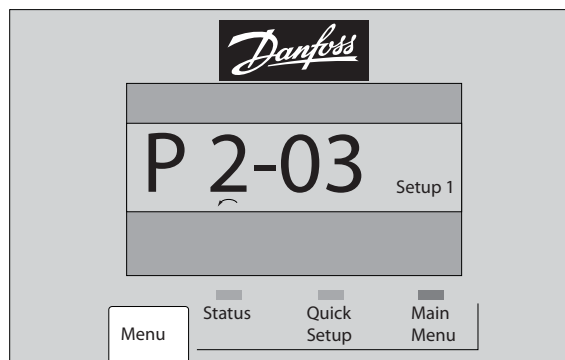 Danfoss
P 2-03
Setup 1
Menu
Status
Quick
Setup
Main
Menu